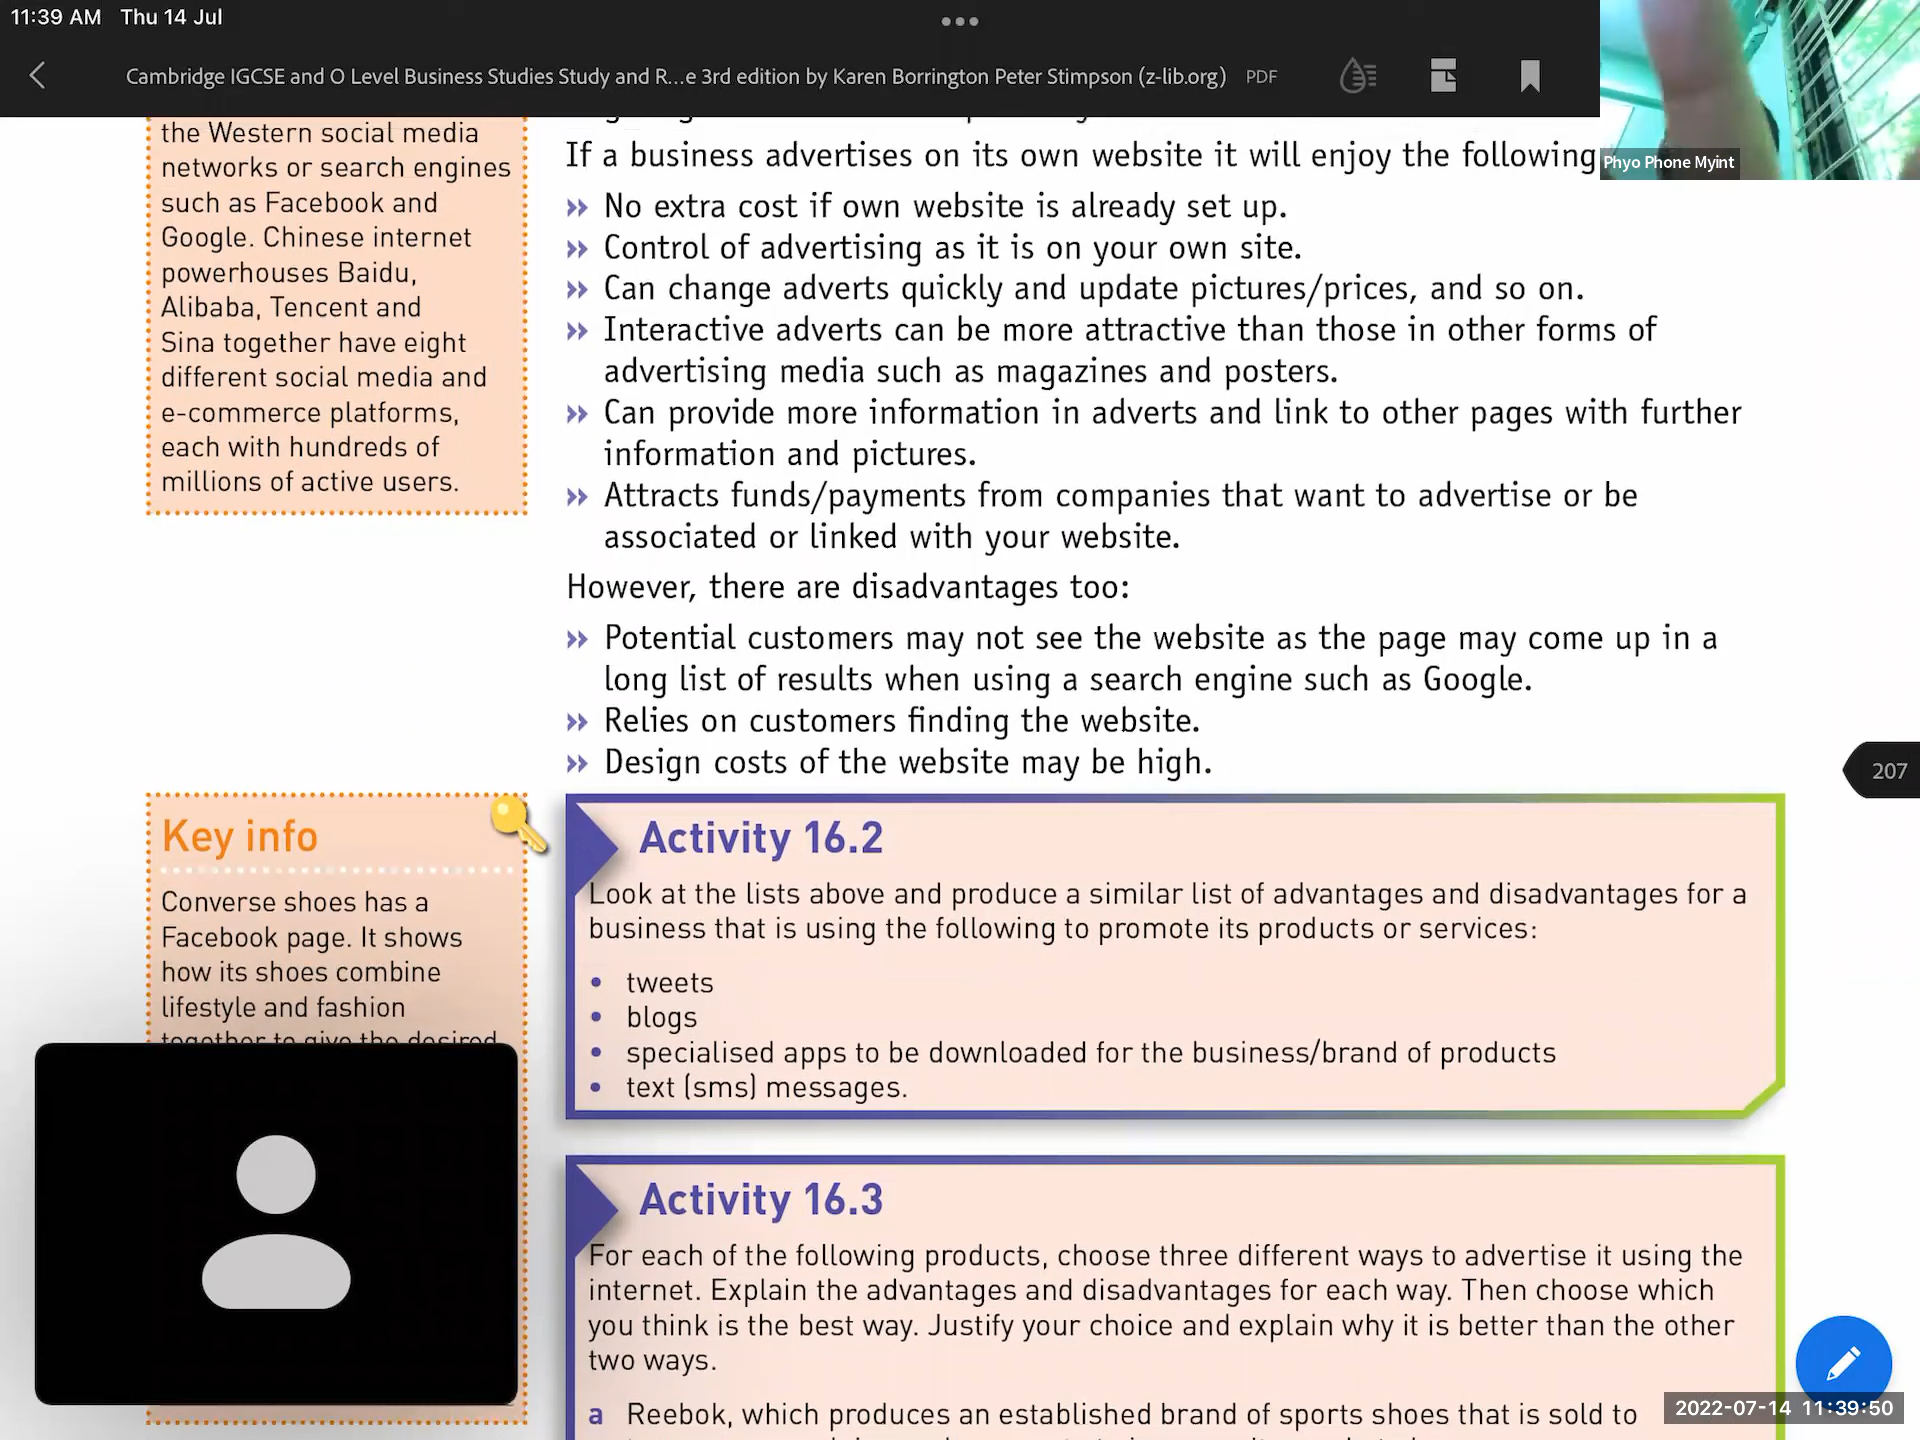 11:39 AM Thu 14 Jul
Cambridge IGCSE and O Level Business Studies Study and R...e 3rd edition by Karen Borrington Peter Stimpson (z-lib.org) PDF
Phyo Phone Myint
the Western social media
networks or search engines
such as Facebook and
Google. Chinese internet
powerhouses Baidu,
Alibaba, Tencent and
Sina together have eight
different social media and
e-commerce platforms,
each with hundreds of
millions of active users.
If a business advertises on its own website it will enjoy the following
›› No extra cost if own website is already set up.
›› Control of advertising as it is on your own site.
›› Can change adverts quickly and update pictures/prices, and so on.
›› Interactive adverts can be more attractive than those in other forms of
advertising media such as magazines and posters.
›› Can provide more information in adverts and link to other pages with further
information and pictures.
›› Attracts funds/payments from companies that want to advertise or be
associated or linked with your website.
However, there are disadvantages too:
›› Potential customers may not see the website as the page may come up in a
long list of results when using a search engine such as Google.
›› Relies on customers finding the website.
›› Design costs of the website may be high.
207
Key info
Converse shoes has a
Facebook page. It shows
how its shoes combine
lifestyle and fashion
together to give the desired
Activity 16.2
Look at the lists above and produce a similar list of advantages and disadvantages for a
business that is using the following to promote its products or services:
• tweets
• blogs
• specialised apps to be downloaded for the business/brand of products
• text (sms) messages.
Activity 16.3
For each of the following products, choose three different ways to advertise it using the
internet. Explain the advantages and disadvantages for each way. Then choose which
you think is the best way. Justify your choice and explain why it is better than the other
two ways.
a Reebok, which produces an established brand of sports shoes that is sold to
2022-07-14 11:39:50